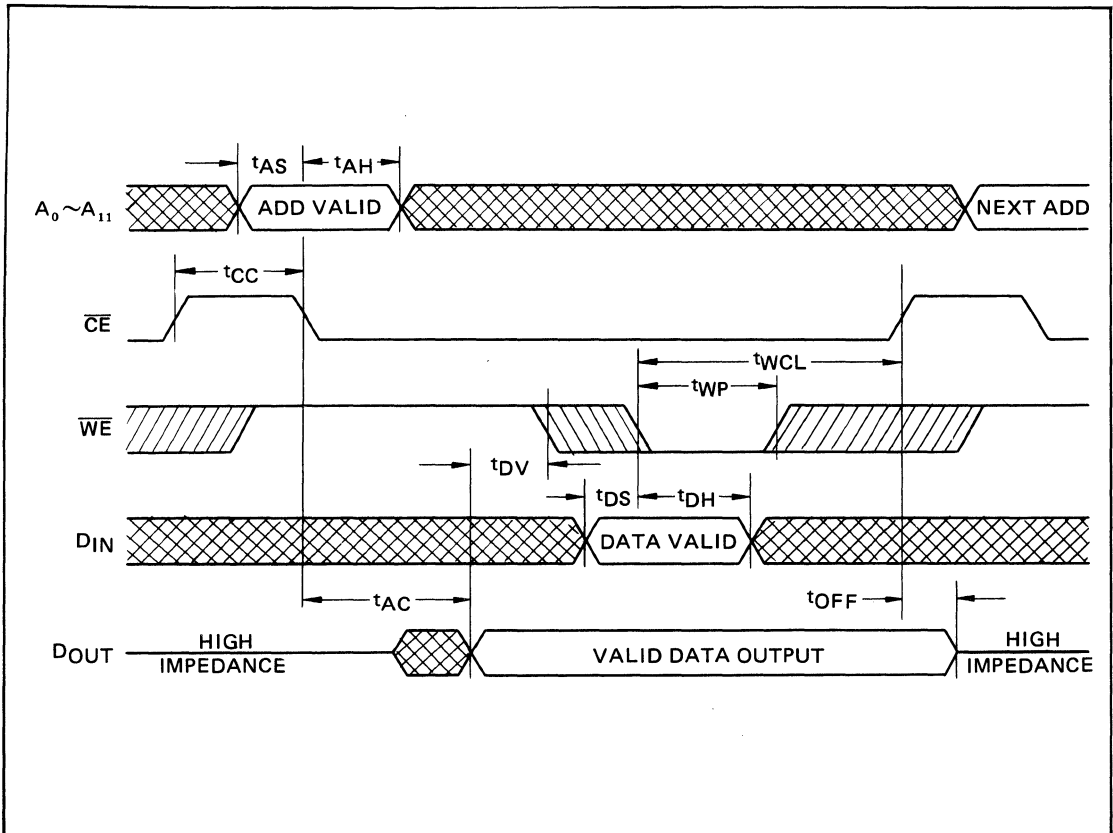 tAS tAH
A0~A11 ADD VALID NEXT ADD
tCC
CE
tWCL
tWP
WE
tDV
tDS tDH
DIN DATA VALID
tAC tOFF
DOUT HIGH IMPEDANCE VALID DATA OUTPUT HIGH IMPEDANCE